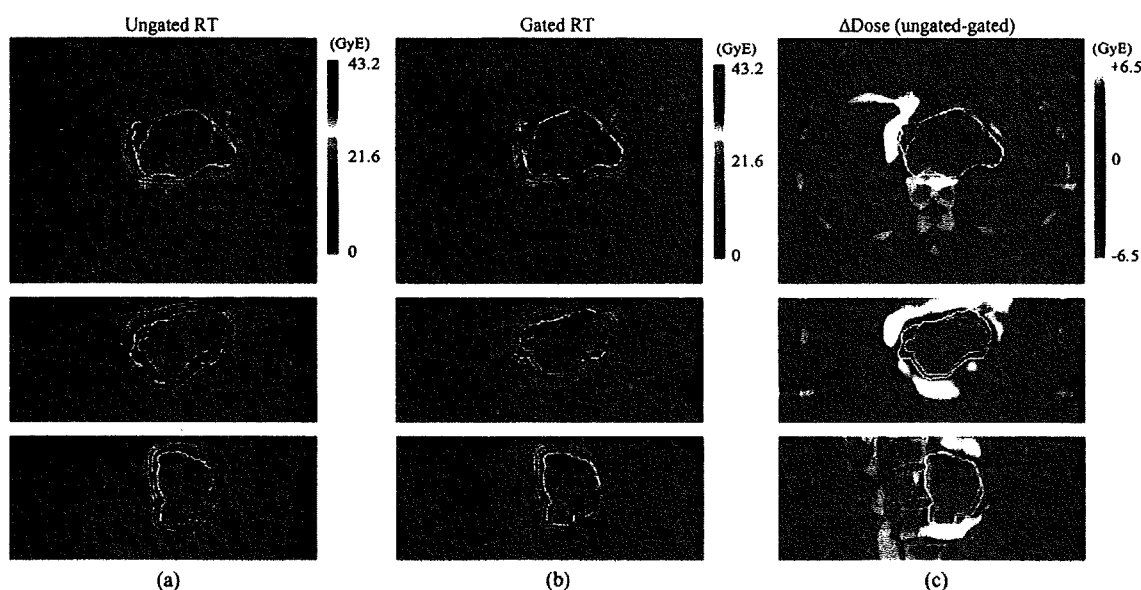 Ungated RT
(GyE)
43.2
21.6
0
Gated RT
(GyE)
43.2
21.6
0
ΔDose (ungated-gated)
(GyE)
+6.5
0
-6.5
(a)
(b)
(c)